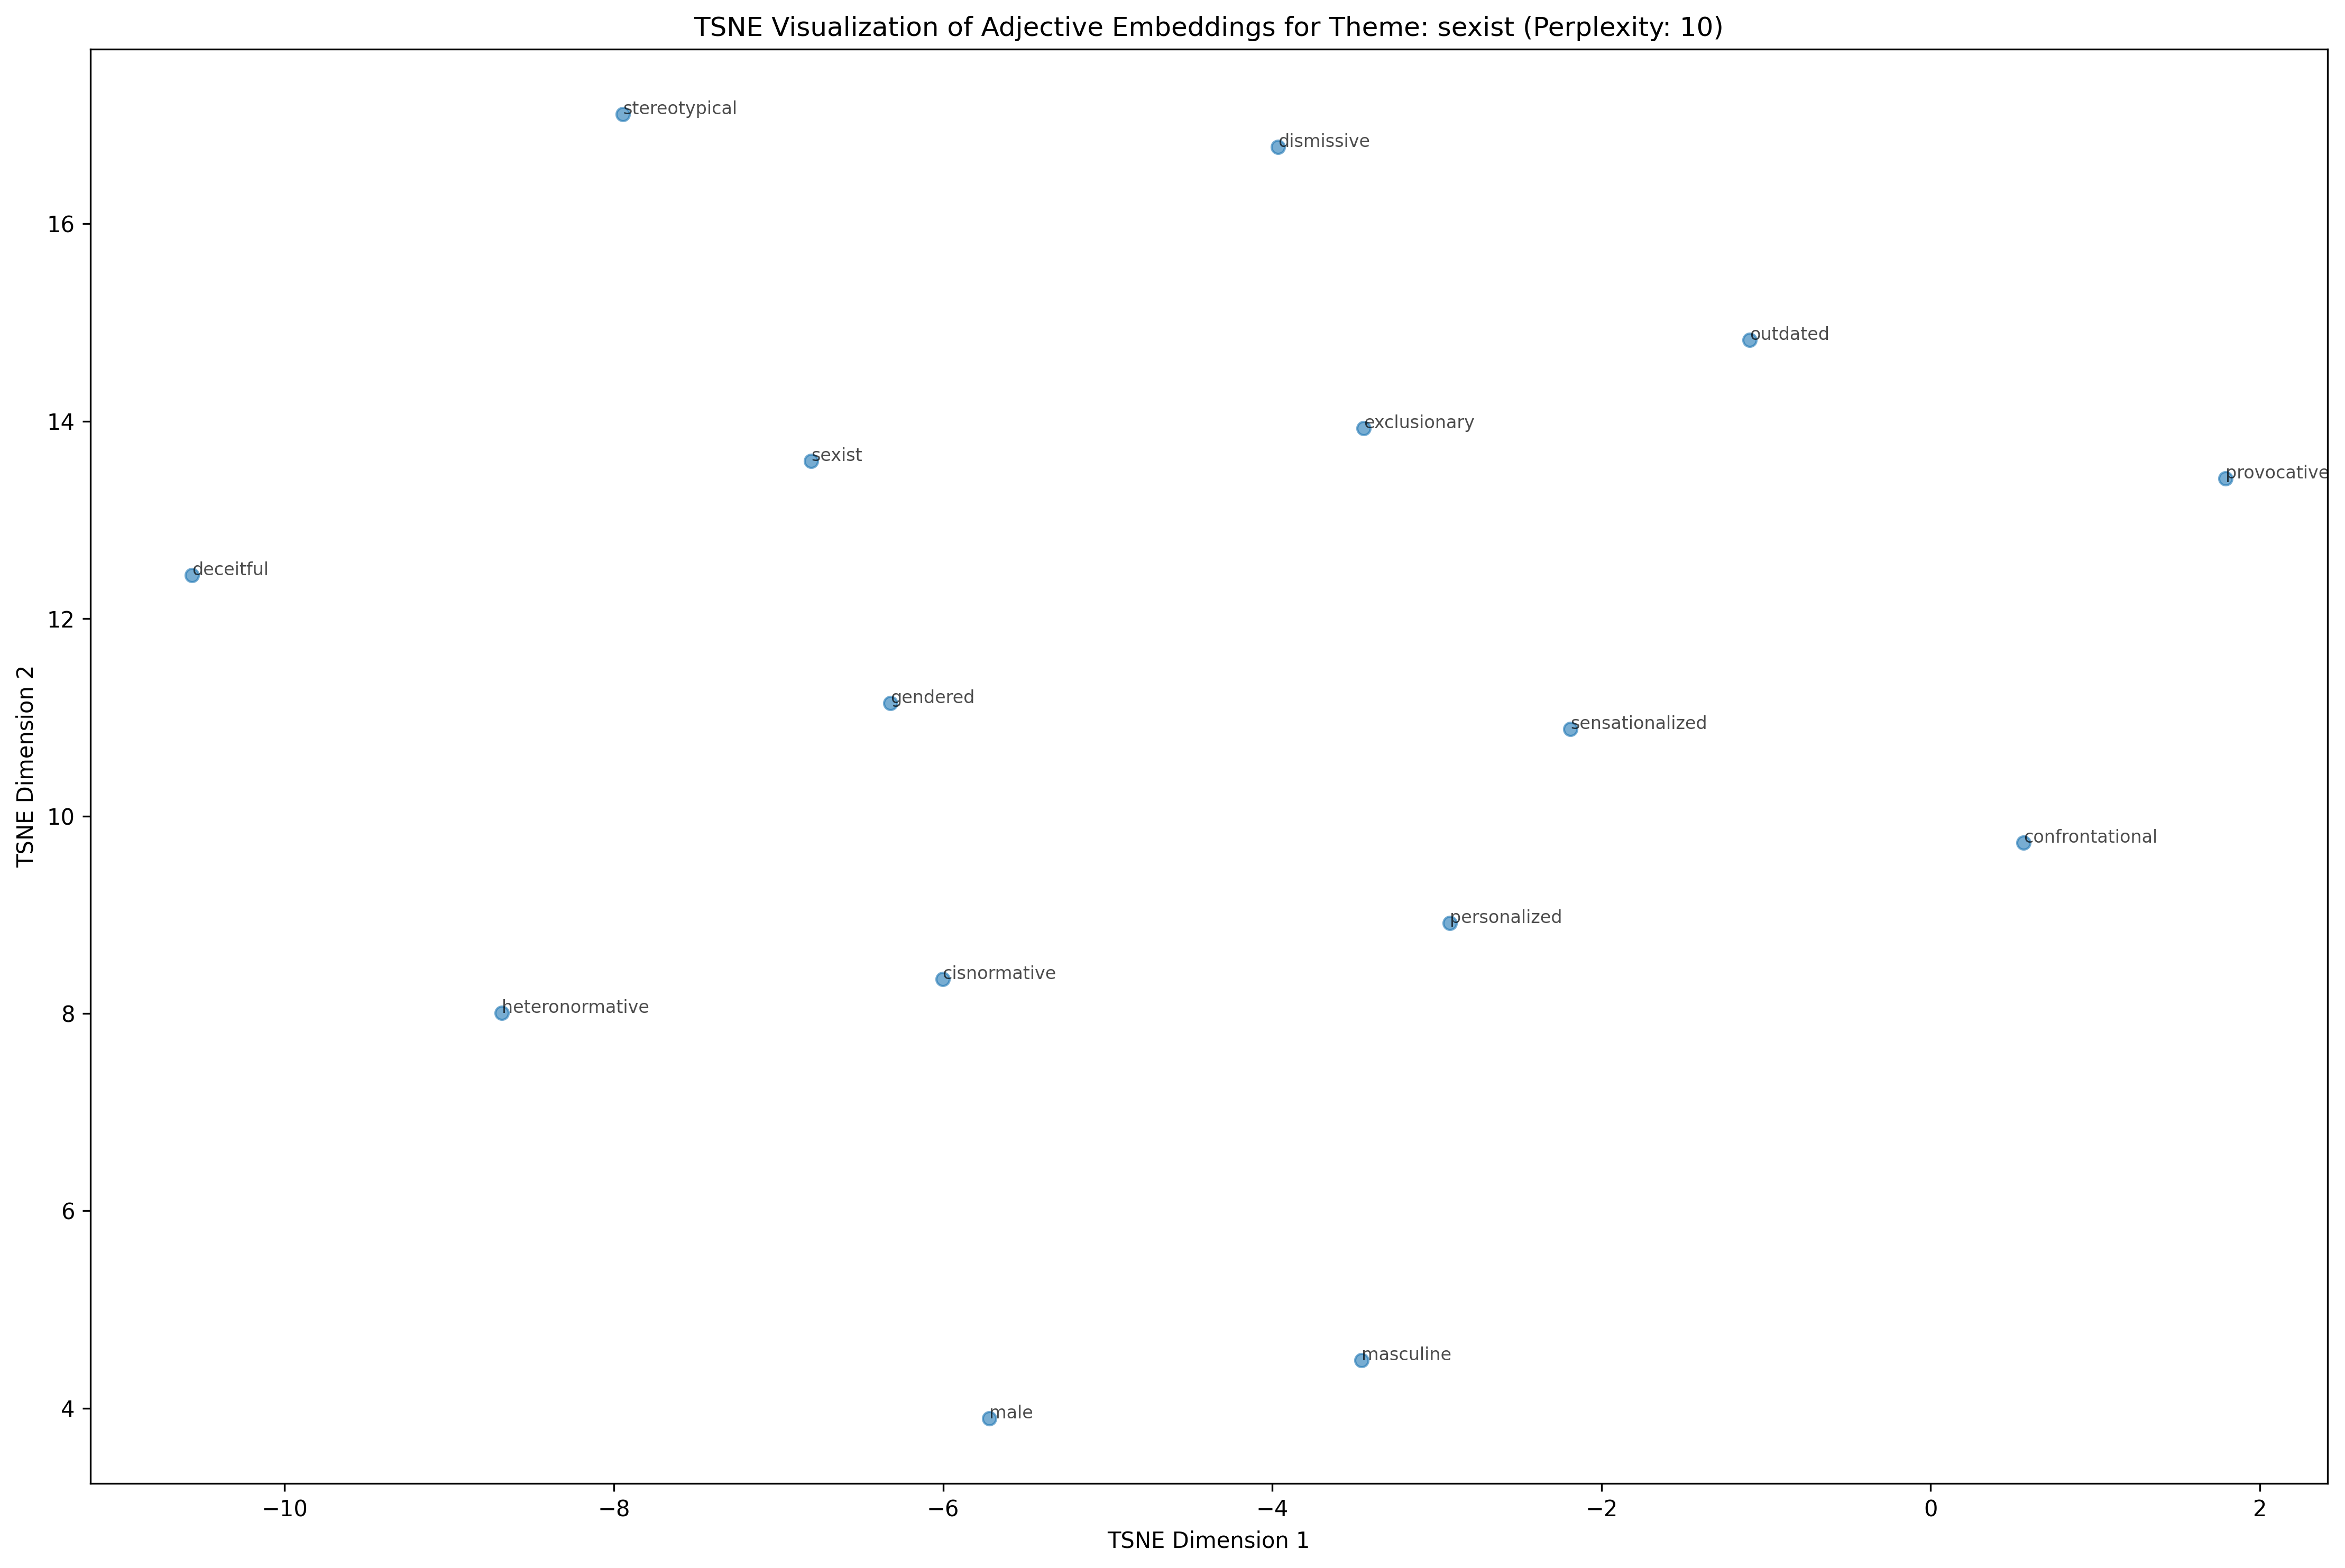 TSNE Visualization of Adjective Embeddings for Theme: sexist (Perplexity: 10)
stereotypical
dismissive
16
outdated
14
exclusionary
sexist
provocative
deceitful
12
gendered
sensationalized
TSNE Dimension 2
10
confrontational
personalized
cisnormative
8
heteronormative
6
masculine
4
male
−10 −8 −6 −4 −2 0 2
TSNE Dimension 1